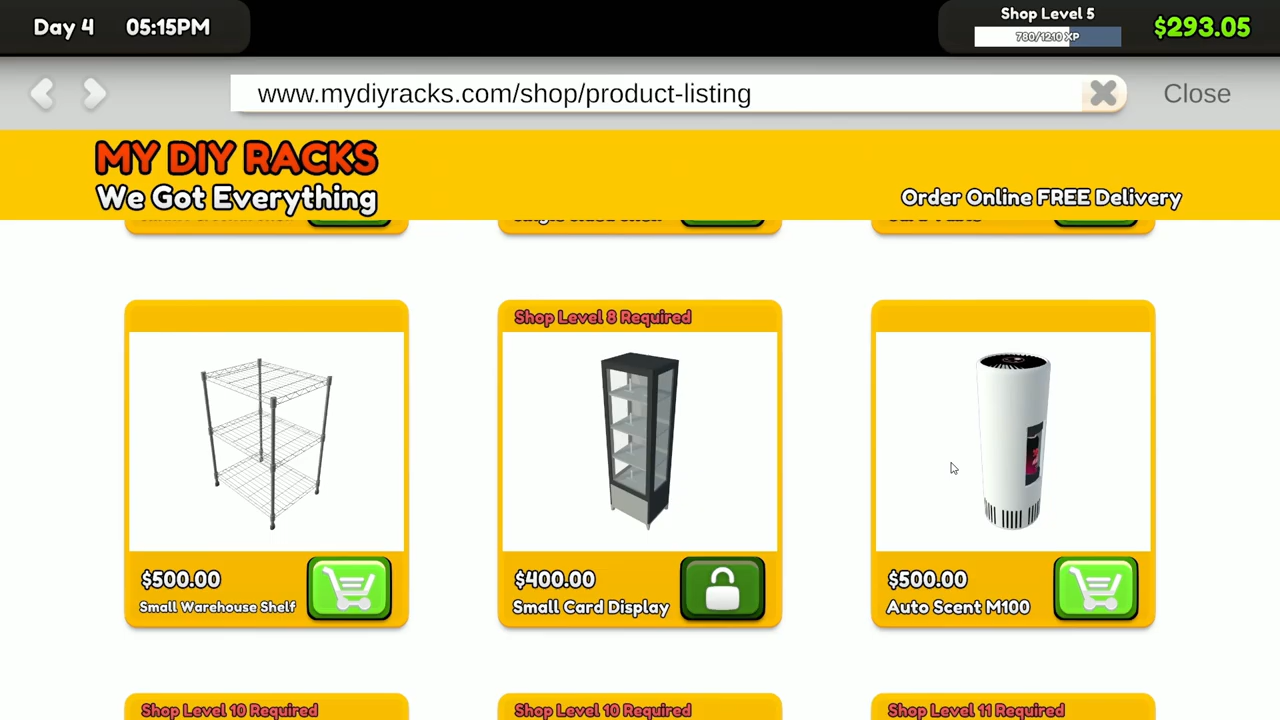 Day 4 05:15PM
Shop Level 5
780/1210 XP
$293.05
www.mydiyracks.com/shop/product-listing
Close
MY DIY RACKS
We Got Everything
Order Online FREE Delivery
Shop Level 8 Required
$500.00
Small Warehouse Shelf
$400.00
Small Card Display
$500.00
Auto Scent M100
Shop Level 10 Required
Shop Level 10 Required
Shop Level 11 Required